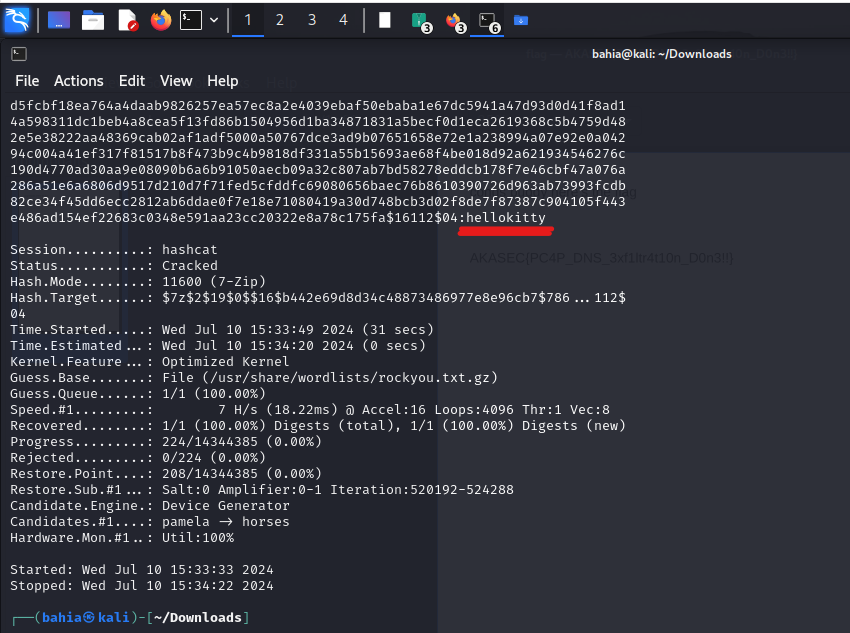 1 2 3 4 3 3 6
bahia@kali: ~/Downloads
File Actions Edit View Help
d5fcbf18ea764a4daab9826257ea57ec8a2e4039ebaf50ebaba1e67dc5941a47d93d0d41f8ad1
4a598311dc1beb4a8cea5f13fd86b1504956d1ba34871831a5becf0d1eca2619368c5b4759d48
2e5e38222aa48369cab02af1adf5000a50767dce3ad9b07651658e72e1a238994a07e92e0a042
94c004a41ef317f81517b8f473b9c4b9818df331a55b15693ae68f4be018d92a621934546276c
190d4770ad30aa9e08090b6a6b91050aecb09a32c807ab7bd58278eddcb178f7e46cbf47a076a
286a51e6a6806d9517d210d7f71fed5cfddfc69080656baec76b8610390726d963ab73993fcdb
82ce34f45dd6ecc2812ab6ddae0f7e18e71080419a30d748bcb3d02f8de7f87387c904105f443
e486ad154ef22683c0348e591aa23cc20322e8a78c175fa$16112$04:hellokitty
AKASEC{PC4P_DNS_3xf1ltr4t10n_D0n3!!}
Session..........: hashcat
Status...........: Cracked
Hash.Mode........: 11600 (7-Zip)
Hash.Target......: $7z$2$19$0$$16$b442e69d8d34c48873486977e8e96cb7$786...112$
04
Time.Started.....: Wed Jul 10 15:33:49 2024 (31 secs)
Time.Estimated...: Wed Jul 10 15:34:20 2024 (0 secs)
Kernel.Feature...: Optimized Kernel
Guess.Base.......: File (/usr/share/wordlists/rockyou.txt.gz)
Guess.Queue......: 1/1 (100.00%)
Speed.#1.........: 7 H/s (18.22ms) @ Accel:16 Loops:4096 Thr:1 Vec:8
Recovered........: 1/1 (100.00%) Digests (total), 1/1 (100.00%) Digests (new)
Progress.........: 224/14344385 (0.00%)
Rejected.........: 0/224 (0.00%)
Restore.Point....: 208/14344385 (0.00%)
Restore.Sub.#1...: Salt:0 Amplifier:0-1 Iteration:520192-524288
Candidate.Engine.: Device Generator
Candidates.#1....: pamela -> horses
Hardware.Mon.#1..: Util:100%
Started: Wed Jul 10 15:33:33 2024
Stopped: Wed Jul 10 15:34:22 2024
┌──(bahia㉿kali)-[~/Downloads]